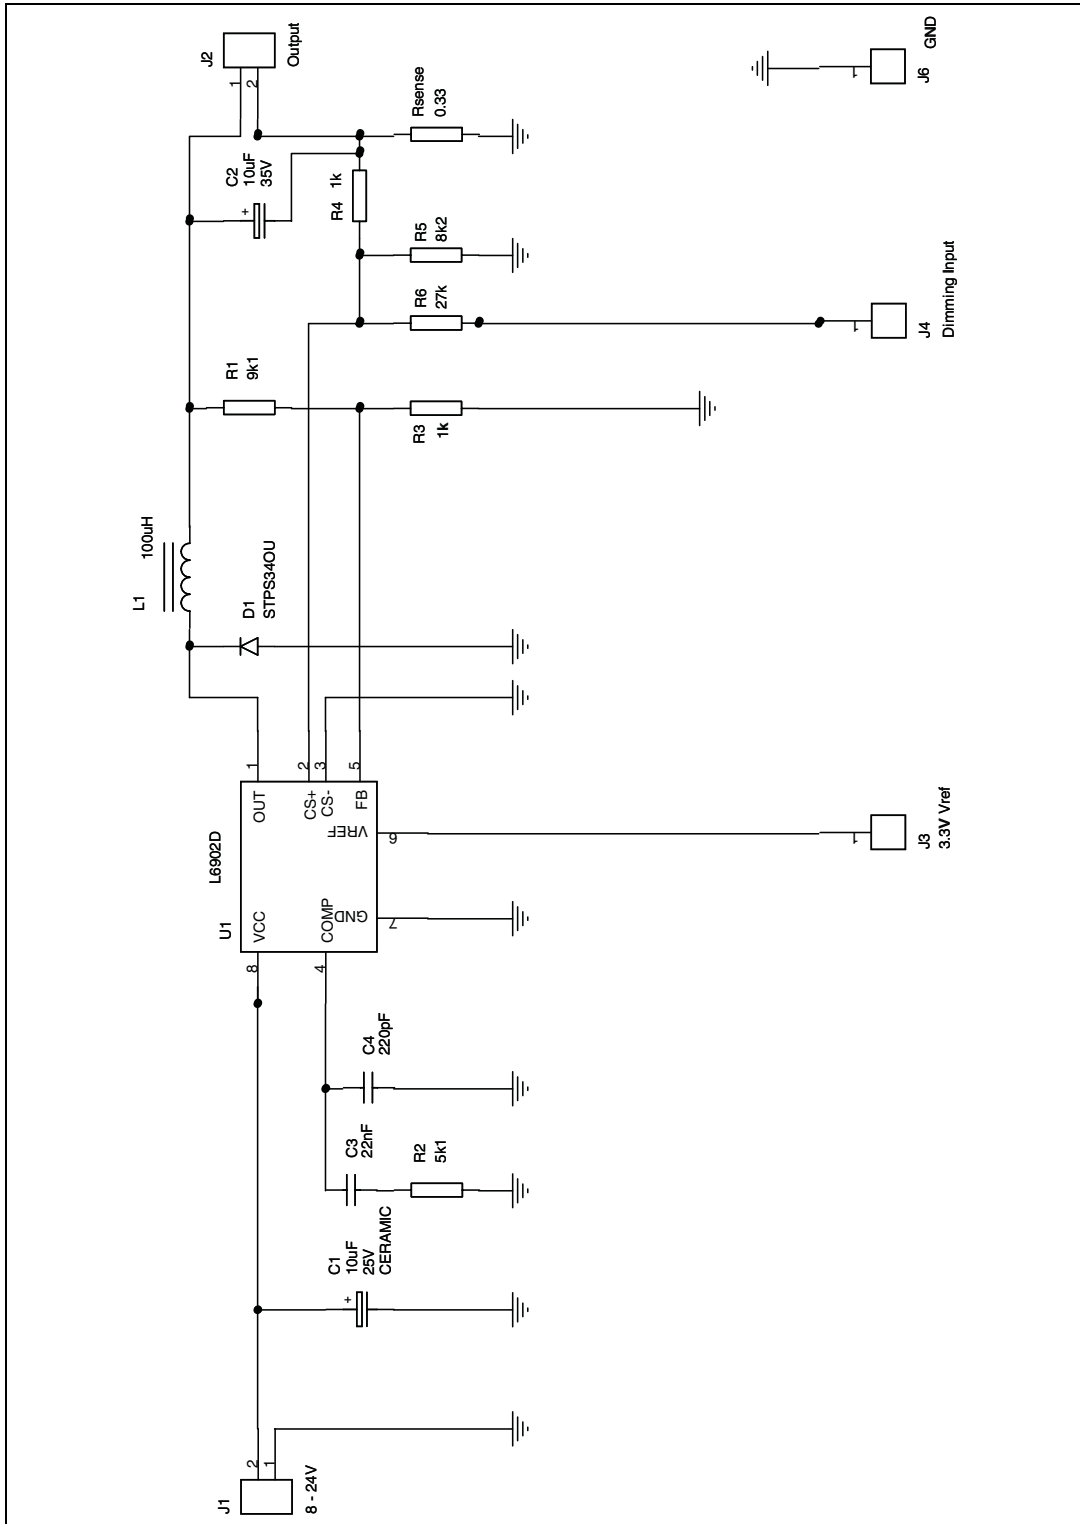 J1
8 - 24V
2
1
C1
10uF
25V
CERAMIC
+
C3
22nF
R2
5k1
C4
220pF
U1
L6902D
8
VCC
4
COMP
GND
7
VREF
6
OUT
1
CS+
2
CS-
3
FB
5
J3
3.3V Vref
1
D1
STPS34OU
L1
100uH
R1
9k1
R3
1k
R6
27k
R5
8k2
R4
1k
C2
10uF
35V
+
Rsense
0.33
J2
Output
1
2
J4
Dimming Input
1
J6
GND
1